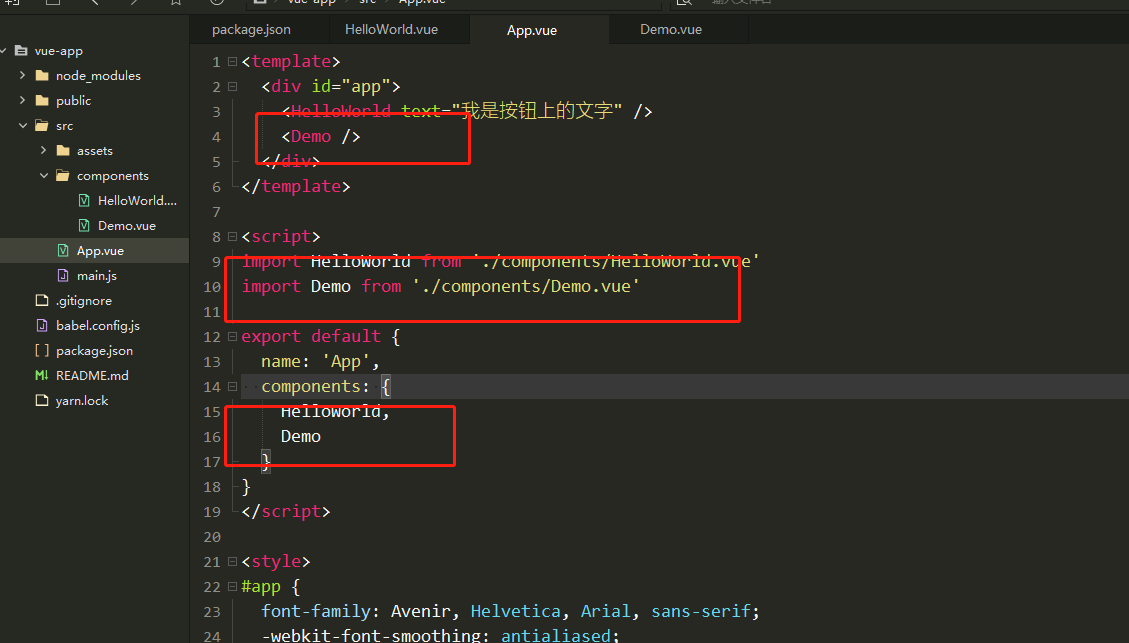 vue-app src App.vue 输入文件名
package.json HelloWorld.vue App.vue Demo.vue
vue-app
node_modules
public
src
assets
components
HelloWorld....
Demo.vue
App.vue
main.js
.gitignore
babel.config.js
package.json
README.md
yarn.lock
1 <template>
2 <div id="app">
3 <HelloWorld text="我是按钮上的文字" />
4 <Demo />
5 </div>
6 </template>
7
8 <script>
9 import HelloWorld from './components/HelloWorld.vue'
10 import Demo from './components/Demo.vue'
11
12 export default {
13 name: 'App',
14 components: {
15 HelloWorld,
16 Demo
17 }
18 }
19 </script>
20
21 <style>
22 #app {
23 font-family: Avenir, Helvetica, Arial, sans-serif;
24 -webkit-font-smoothing: antialiased;